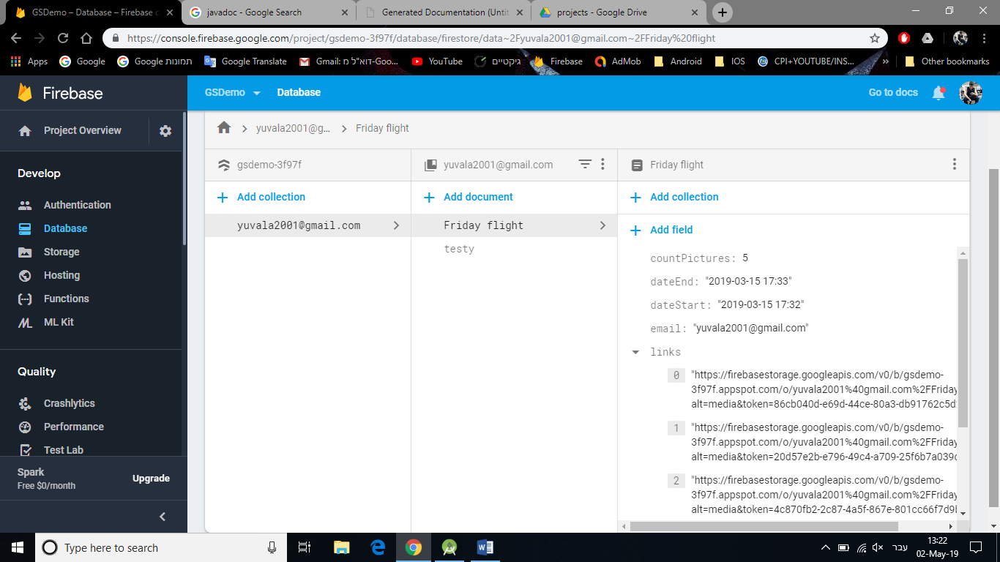 GSDemo – Database – Firebase c
javadoc - Google Search
Generated Documentation (Untit
projects - Google Drive
https://console.firebase.google.com/project/gsdemo-3f97f/database/firestore/data~2Fyuvala2001@gmail.com~2FFriday%20flight
Apps
Google
Google תמונות
Google Translate
Gmail: דוא"ל מ-Goo...
YouTube
גיקטיים
Firebase
AdMob
Android
IOS
CPI+YOUTUBE/INS...
»
Other bookmarks
Firebase
GSDemo
Database
Go to docs
Project Overview
yuvala2001@g...
Friday flight
Develop
Authentication
Database
Storage
Hosting
Functions
ML Kit
Quality
Crashlytics
Performance
Test Lab
Spark
Free $0/month
Upgrade
gsdemo-3f97f
Add collection
yuvala2001@gmail.com
yuvala2001@gmail.com
Add document
Friday flight
testy
Friday flight
Add collection
Add field
countPictures: 5
dateEnd: "2019-03-15 17:33"
dateStart: "2019-03-15 17:32"
email: "yuvala2001@gmail.com"
links
0 "https://firebasestorage.googleapis.com/v0/b/gsdemo-
3f97f.appspot.com/o/yuvala2001%40gmail.com%2FFriday
alt=media&token=86cb040d-e69d-44ce-80a3-db91762c5d
1 "https://firebasestorage.googleapis.com/v0/b/gsdemo-
3f97f.appspot.com/o/yuvala2001%40gmail.com%2FFriday
alt=media&token=20d57e2b-e796-49c4-a709-25f6b7a039c
2 "https://firebasestorage.googleapis.com/v0/b/gsdemo-
3f97f.appspot.com/o/yuvala2001%40gmail.com%2FFriday
alt=media&token=4c870fb2-2c87-4a5f-867e-801cc66f7d9b
Type here to search
עבר
13:22
02-May-19